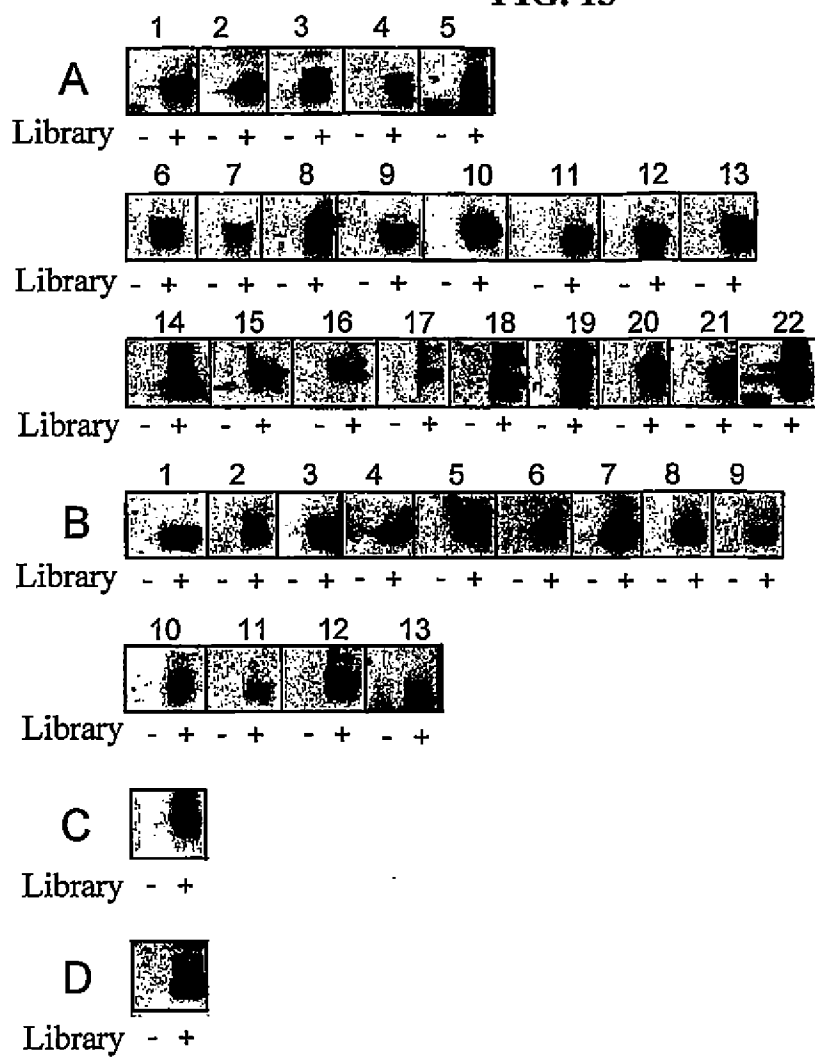 FIG. 13
1 2 3 4 5
A
Library - + - + - + - + - +
6 7 8 9 10 11 12 13
Library - + - + - + - + - + - + - + - +
14 15 16 17 18 19 20 21 22
Library - + - + - + - + - + - + - + - + - +
1 2 3 4 5 6 7 8 9
B
Library - + - + - + - + - + - + - + - + - +
10 11 12 13
Library - + - + - + - +
C
Library - +
D
Library - +